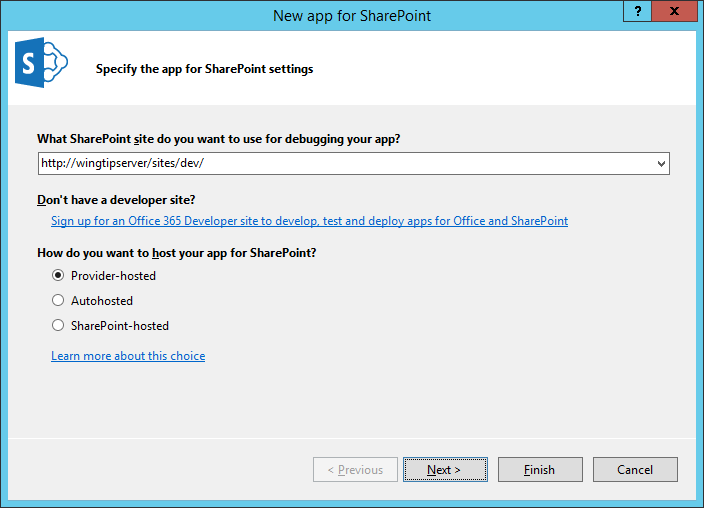 New app for SharePoint
?
X
S
Specify the app for SharePoint settings
What SharePoint site do you want to use for debugging your app?
http://wingtipserver/sites/dev/
Don't have a developer site?
Sign up for an Office 365 Developer site to develop, test and deploy apps for Office and SharePoint
How do you want to host your app for SharePoint?
Provider-hosted
Autohosted
SharePoint-hosted
Learn more about this choice
< Previous
Next >
Finish
Cancel